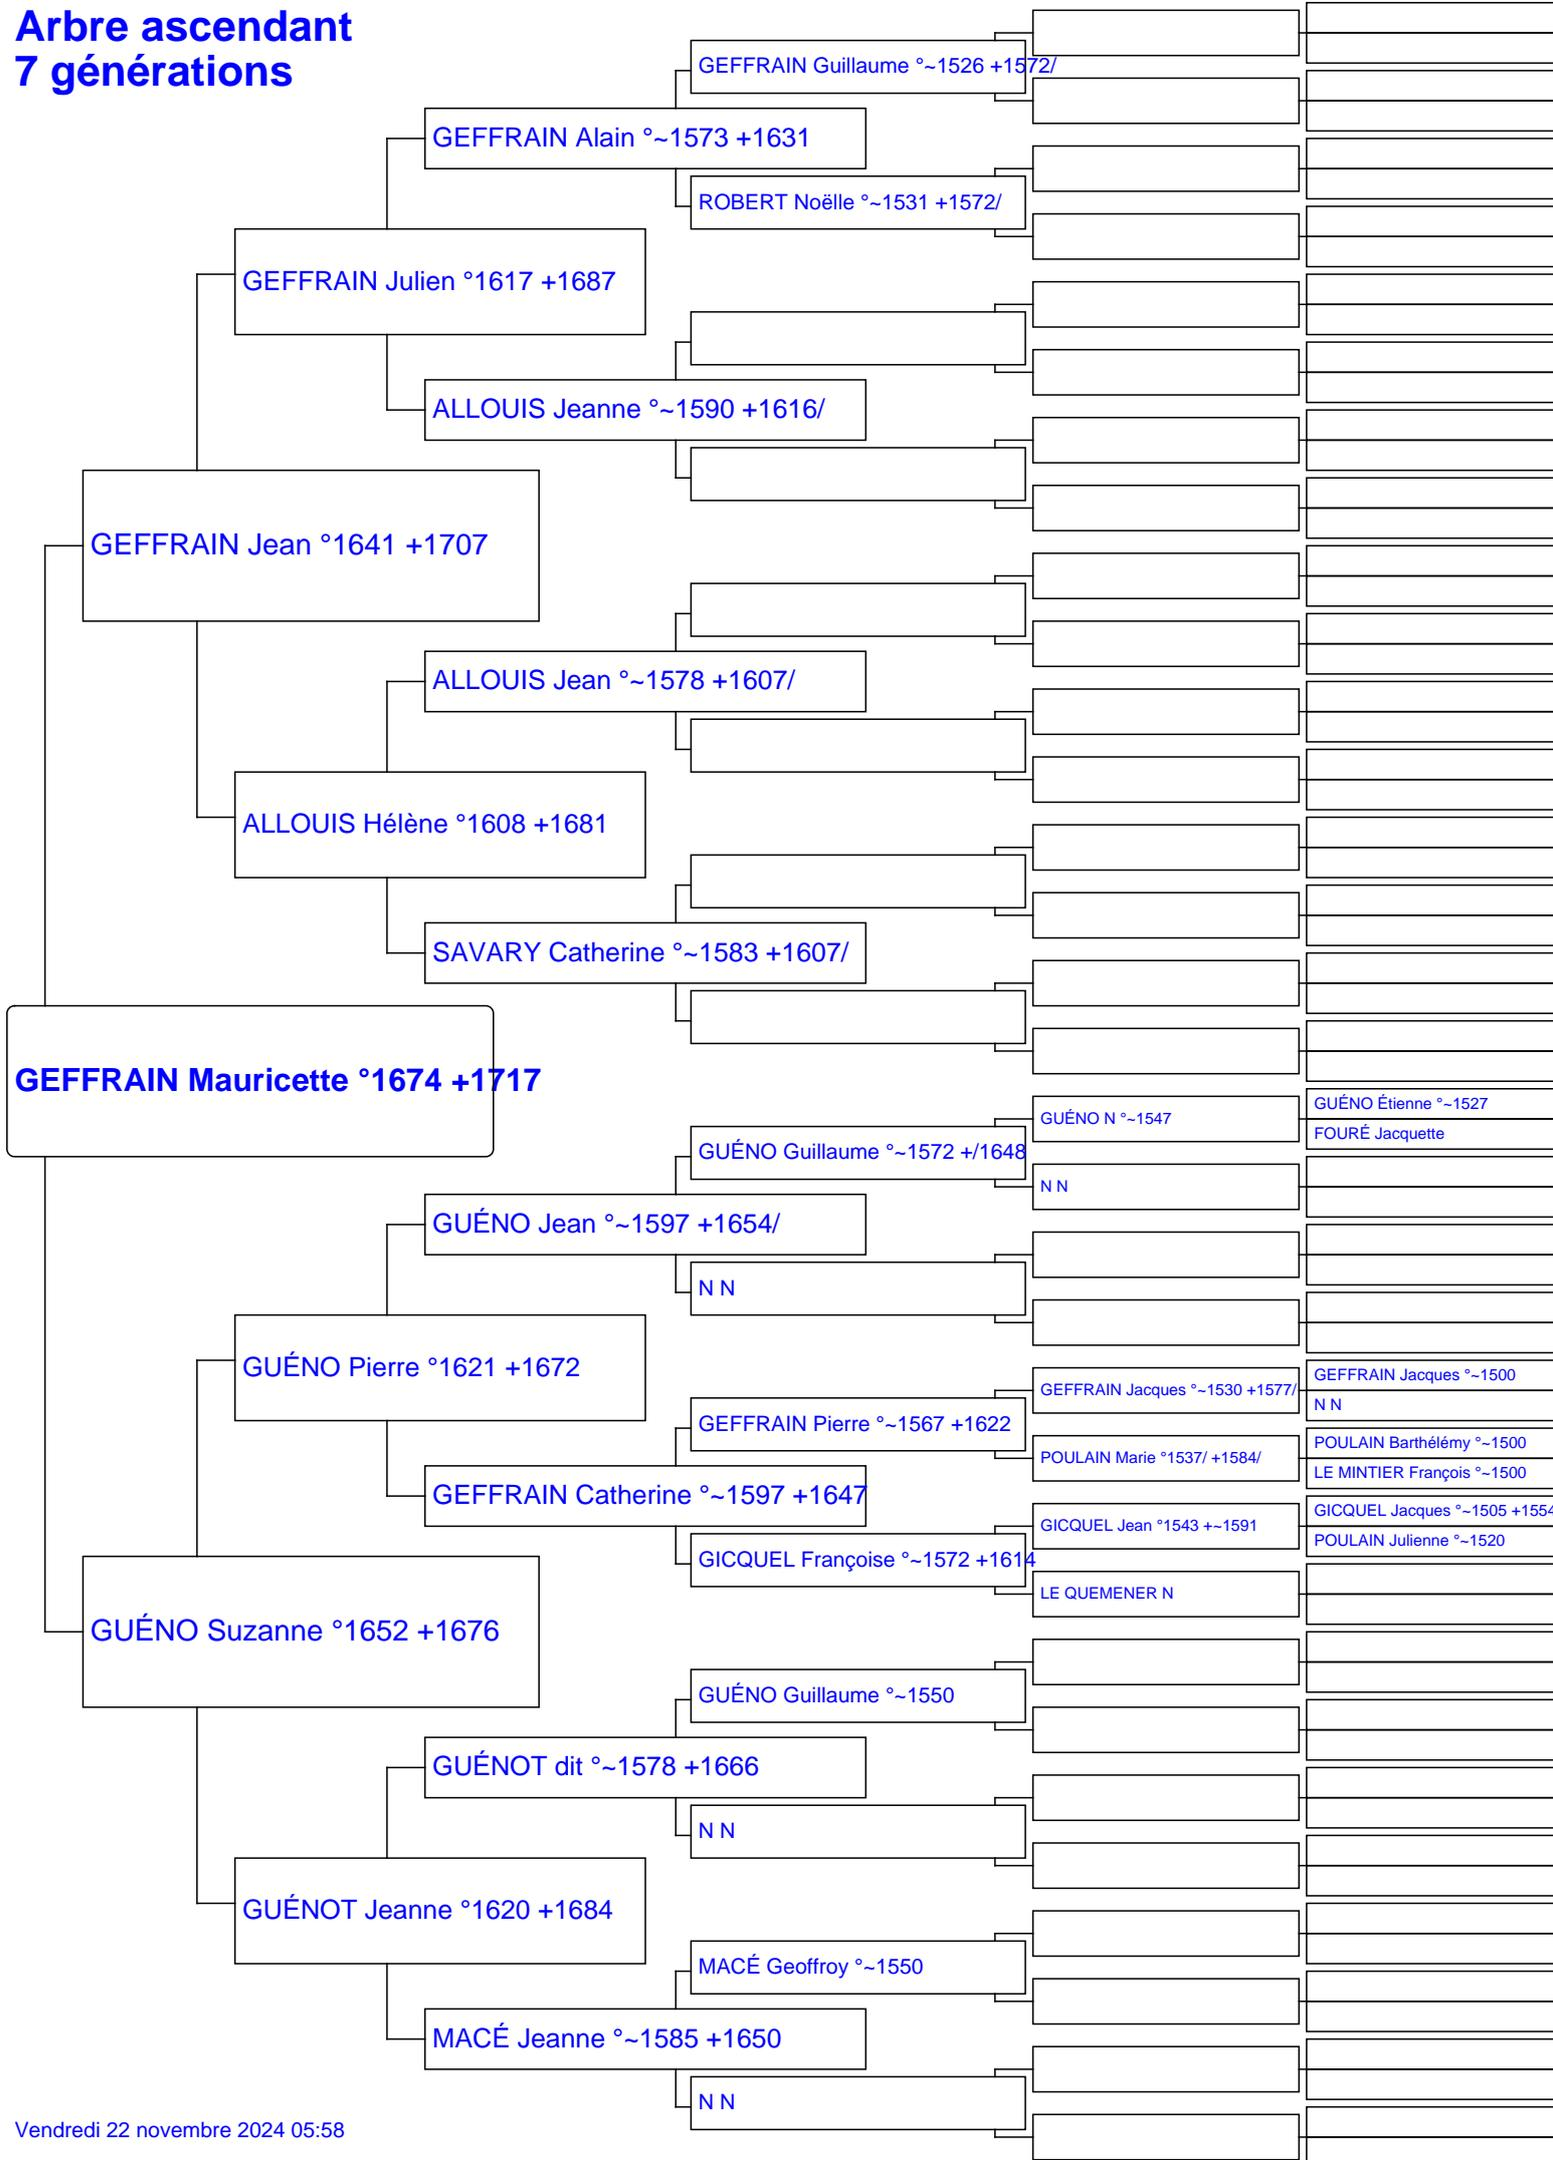 Arbre ascendant
7 générations
GEFFRAIN Guillaume °~1526 +1572/
GEFFRAIN Alain °~1573 +1631
ROBERT Noëlle °~1531 +1572/
GEFFRAIN Julien °1617 +1687
ALLOUIS Jeanne °~1590 +1616/
GEFFRAIN Jean °1641 +1707
ALLOUIS Jean °~1578 +1607/
ALLOUIS Hélène °1608 +1681
SAVARY Catherine °~1583 +1607/
GEFFRAIN Mauricette °1674 +1717
GUÉNO Étienne °~1527
GUÉNO N °~1547
FOURÉ Jacquette
GUÉNO Guillaume °~1572 +/1648
N N
GUÉNO Jean °~1597 +1654/
N N
GUÉNO Pierre °1621 +1672
GEFFRAIN Jacques °~1500
GEFFRAIN Jacques °~1530 +1577/
N N
GEFFRAIN Pierre °~1567 +1622
POULAIN Barthélémy °~1500
POULAIN Marie °1537/ +1584/
LE MINTIER François °~1500
GEFFRAIN Catherine °~1597 +1647
GICQUEL Jacques °~1505 +1554
GICQUEL Jean °1543 +~1591
POULAIN Julienne °~1520
GICQUEL Françoise °~1572 +1614
LE QUEMENER N
GUÉNO Suzanne °1652 +1676
GUÉNO Guillaume °~1550
GUÉNOT dit °~1578 +1666
N N
GUÉNOT Jeanne °1620 +1684
MACÉ Geoffroy °~1550
MACÉ Jeanne °~1585 +1650
N N
Vendredi 22 novembre 2024 05:58